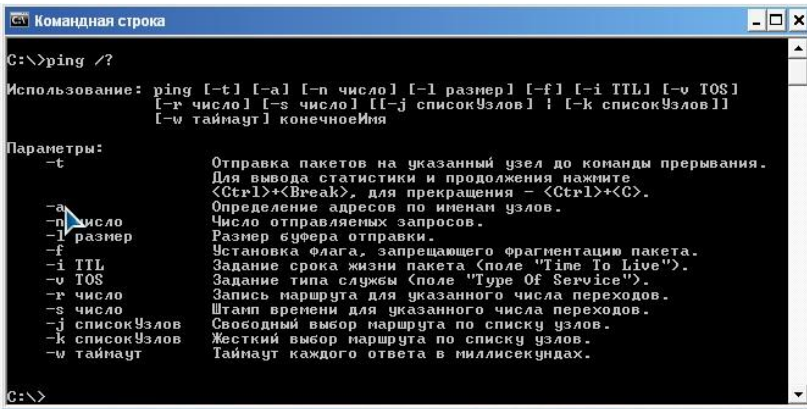 Командная строка
C:\>ping /?
Использование: ping [-t] [-a] [-n число] [-l размер] [-f] [-i TTL] [-v TOS]
[-r число] [-s число] [[-j списокУзлов] ¦ [-k списокУзлов]]
[-w таймаут] конечноеИмя
Параметры:
-t Отправка пакетов на указанный узел до команды прерывания.
Для вывода статистики и продолжения нажмите
<Ctrl>+<Break>, для прекращения - <Ctrl>+<C>.
-a Определение адресов по именам узлов.
-n число Число отправляемых запросов.
-l размер Размер буфера отправки.
-f Установка флага, запрещающего фрагментацию пакета.
-i TTL Задание срока жизни пакета (поле "Time To Live").
-v TOS Задание типа службы (поле "Type Of Service").
-r число Запись маршрута для указанного числа переходов.
-s число Штамп времени для указанного числа переходов.
-j списокУзлов Свободный выбор маршрута по списку узлов.
-k списокУзлов Жесткий выбор маршрута по списку узлов.
-w таймаут Таймаут каждого ответа в миллисекундах.
C:\>